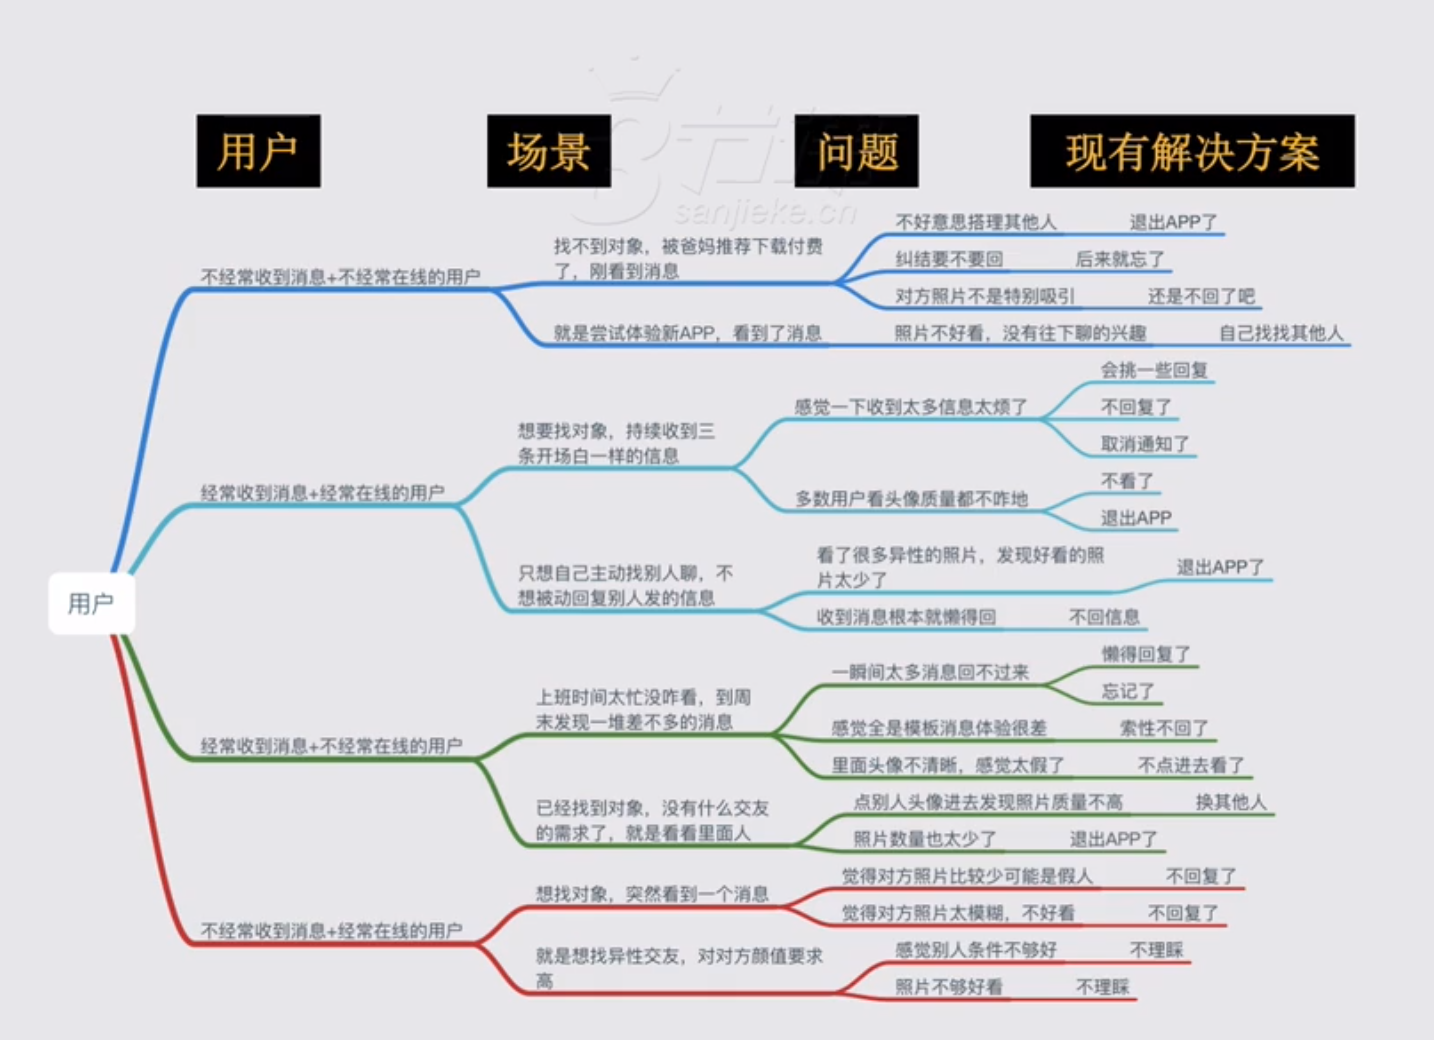 用户
场景
问题
现有解决方案
3节课
sanjieke.cn
用户
不经常收到消息+不经常在线的用户
找不到对象，被爸妈推荐下载付费
了，刚看到消息
不好意思搭理其他人
退出APP了
纠结要不要回
后来就忘了
对方照片不是特别吸引
还是不回了吧
就是尝试体验新APP，看到了消息
照片不好看，没有往下聊的兴趣
自己找找其他人
经常收到消息+经常在线的用户
想要找对象，持续收到三
条开场白一样的信息
感觉一下收到太多信息太烦了
会挑一些回复
不回复了
取消通知了
多数用户看头像质量都不咋地
不看了
退出APP
只想自己主动找别人聊，不
想被动回复别人发的信息
看了很多异性的照片，发现好看的照
片太少了
退出APP了
收到消息根本就懒得回
不回信息
经常收到消息+不经常在线的用户
上班时间太忙没咋看，到周
末发现一堆差不多的消息
一瞬间太多消息回不过来
懒得回复了
忘记了
感觉全是模板消息体验很差
索性不回了
里面头像不清晰，感觉太假了
不点进去看了
已经找到对象，没有什么交友
的需求了，就是看看里面人
点别人头像进去发现照片质量不高
换其他人
照片数量也太少了
退出APP了
不经常收到消息+经常在线的用户
想找对象，突然看到一个消息
觉得对方照片比较少可能是假人
不回复了
觉得对方照片太模糊，不好看
不回复了
就是想找异性交友，对对方颜值要求
高
感觉别人条件不够好
不理睬
照片不够好看
不理睬